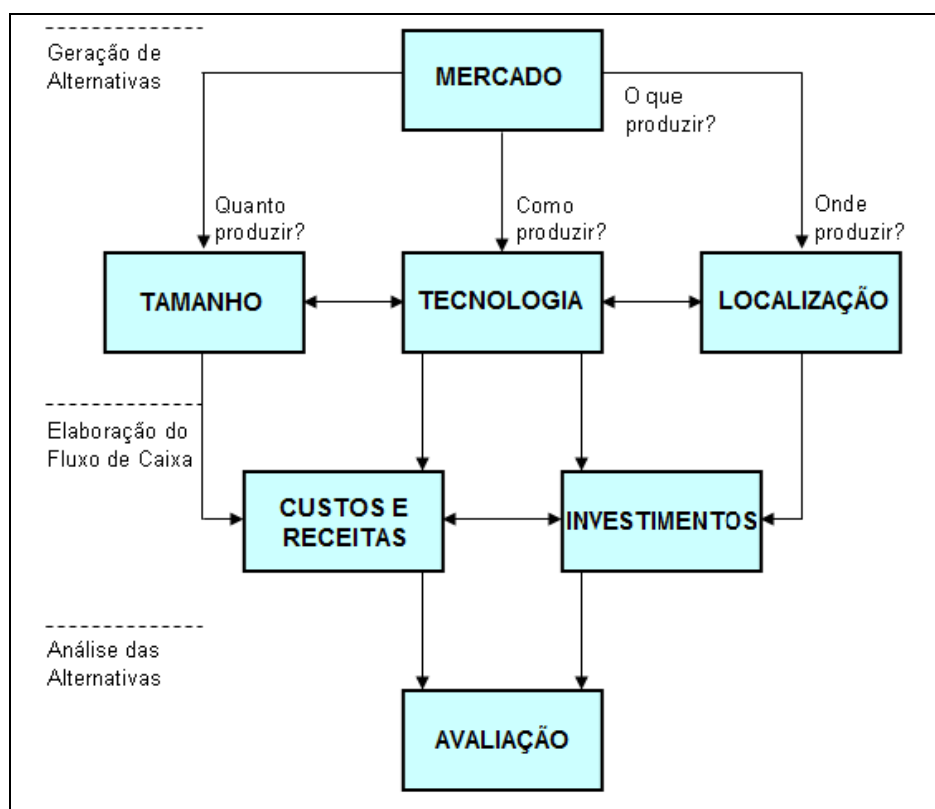 Geração de
Alternativas
MERCADO
O que
produzir?
Quanto
produzir?
Como
produzir?
Onde
produzir?
TAMANHO
TECNOLOGIA
LOCALIZAÇÃO
Elaboração do
Fluxo de Caixa
CUSTOS E
RECEITAS
INVESTIMENTOS
Análise das
Alternativas
AVALIAÇÃO